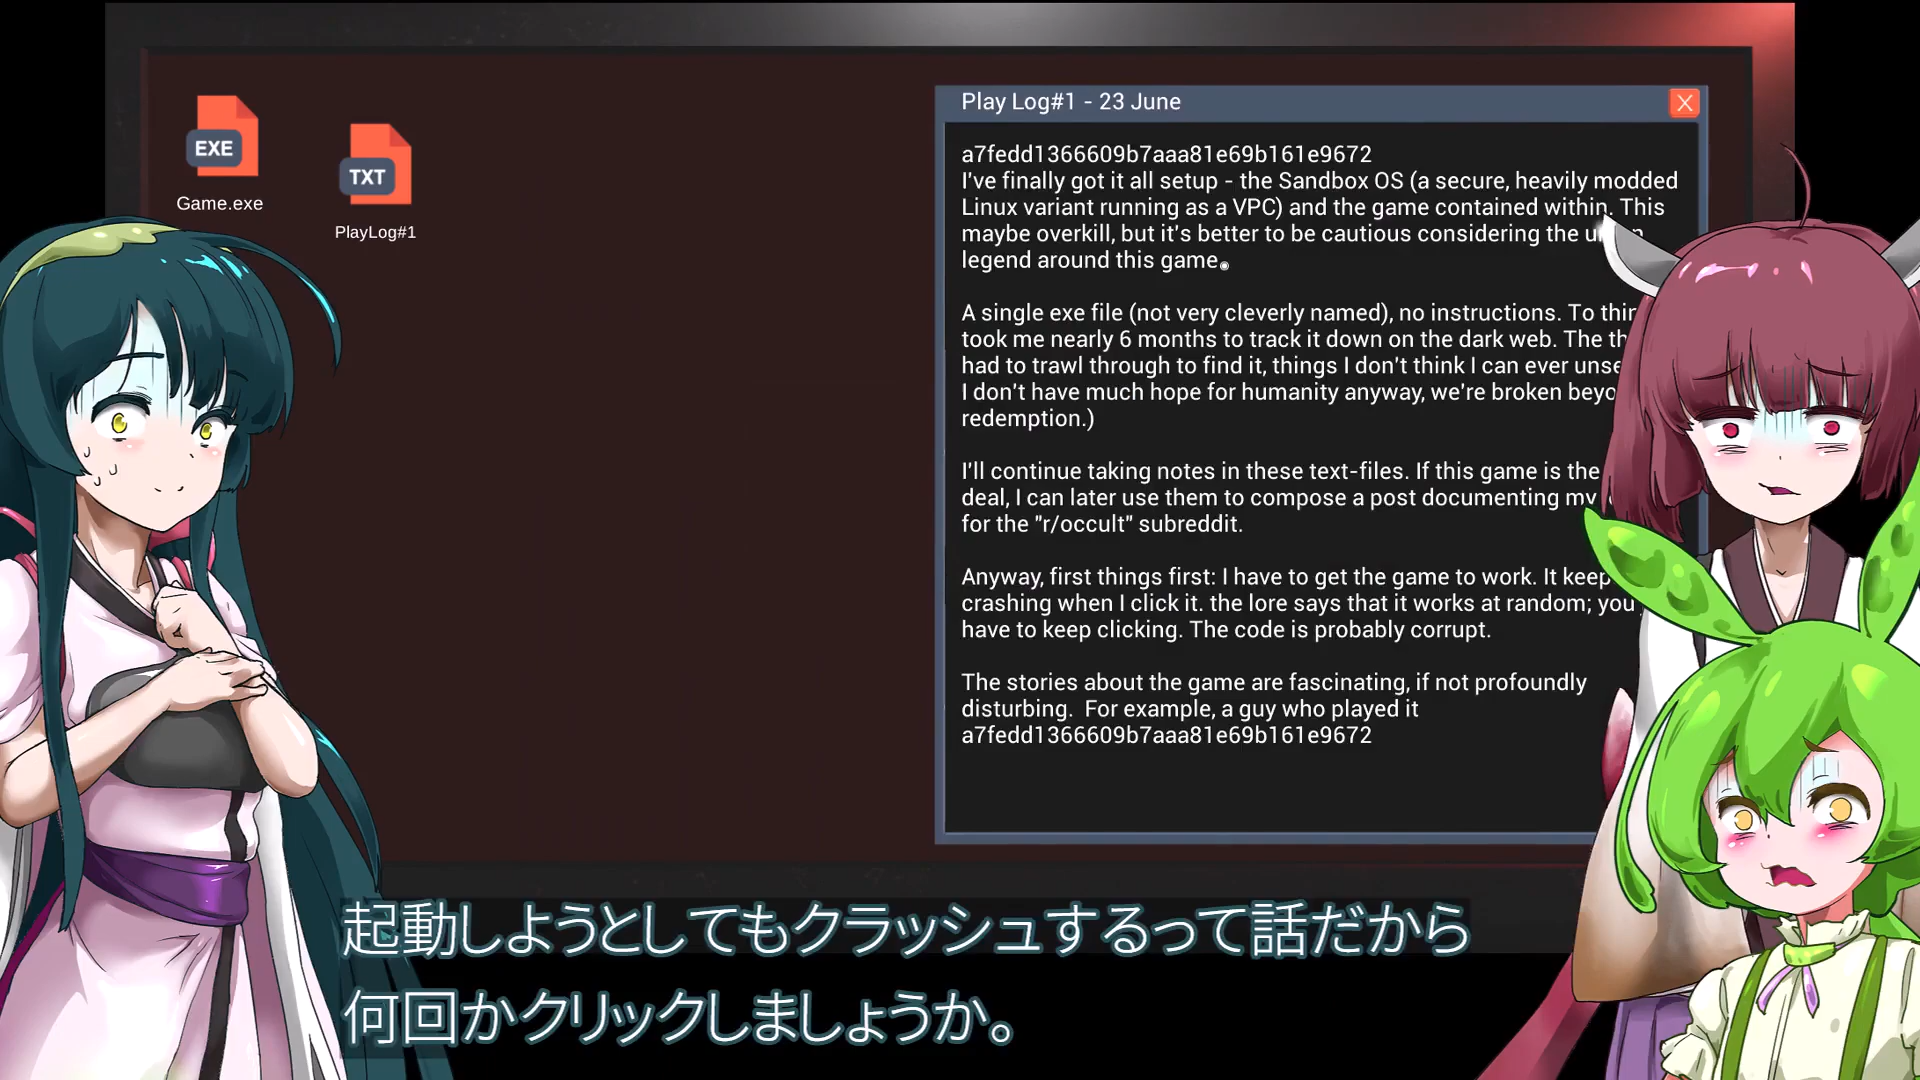 Play Log#1 - 23 June
EXE
Game.exe
TXT
PlayLog#1
a7fedd1366609b7aaa81e69b161e9672
I've finally got it all setup - the Sandbox OS (a secure, heavily modded
Linux variant running as a VPC) and the game contained within. This
maybe overkill, but it's better to be cautious considering the
legend around this game.
A single exe file (not very cleverly named), no instructions. To
took me nearly 6 months to track it down on the dark web. The
had to trawl through to find it, things I don't think I can ever
I don't have much hope for humanity anyway, we're broken
redemption.)
I'll continue taking notes in these text-files. If this game is the
deal, I can later use them to compose a post documenting my
for the "r/occult" subreddit.
Anyway, first things first: I have to get the game to work. It
crashing when I click it. the lore says that it works at random; you
have to keep clicking. The code is probably corrupt.
The stories about the game are fascinating, if not profoundly
disturbing. For example, a guy who played it
a7fedd1366609b7aaa81e69b161e9672
起動しようとしてもクラッシュするって話だから
何回かクリックしましょうか。